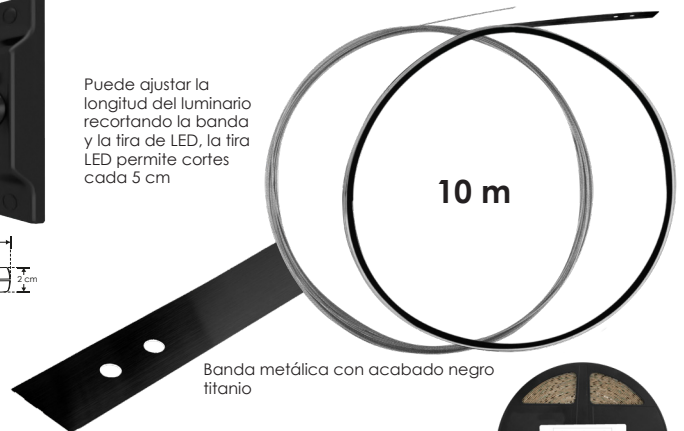 Puede ajustar la
longitud del luminario
recortando la banda
y la tira de LED, la tira
LED permite cortes
cada 5 cm
10 m
2 cm
Banda metálica con acabado negro
titanio